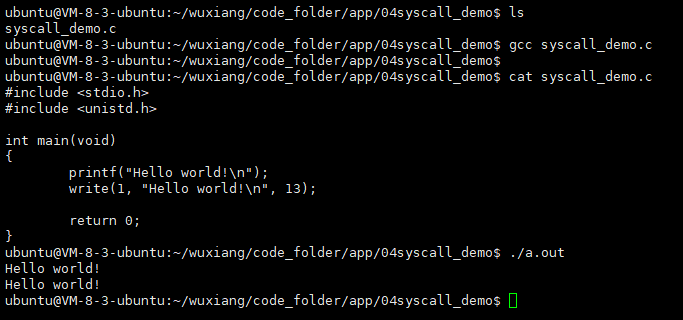 ubuntu@VM-8-3-ubuntu:~/wuxiang/code_folder/app/04syscall_demo$ ls
syscall_demo.c
ubuntu@VM-8-3-ubuntu:~/wuxiang/code_folder/app/04syscall_demo$ gcc syscall_demo.c
ubuntu@VM-8-3-ubuntu:~/wuxiang/code_folder/app/04syscall_demo$
ubuntu@VM-8-3-ubuntu:~/wuxiang/code_folder/app/04syscall_demo$ cat syscall_demo.c
#include <stdio.h>
#include <unistd.h>

int main(void)
{
        printf("Hello world!\n");
        write(1, "Hello world!\n", 13);

        return 0;
}
ubuntu@VM-8-3-ubuntu:~/wuxiang/code_folder/app/04syscall_demo$ ./a.out
Hello world!
Hello world!
ubuntu@VM-8-3-ubuntu:~/wuxiang/code_folder/app/04syscall_demo$